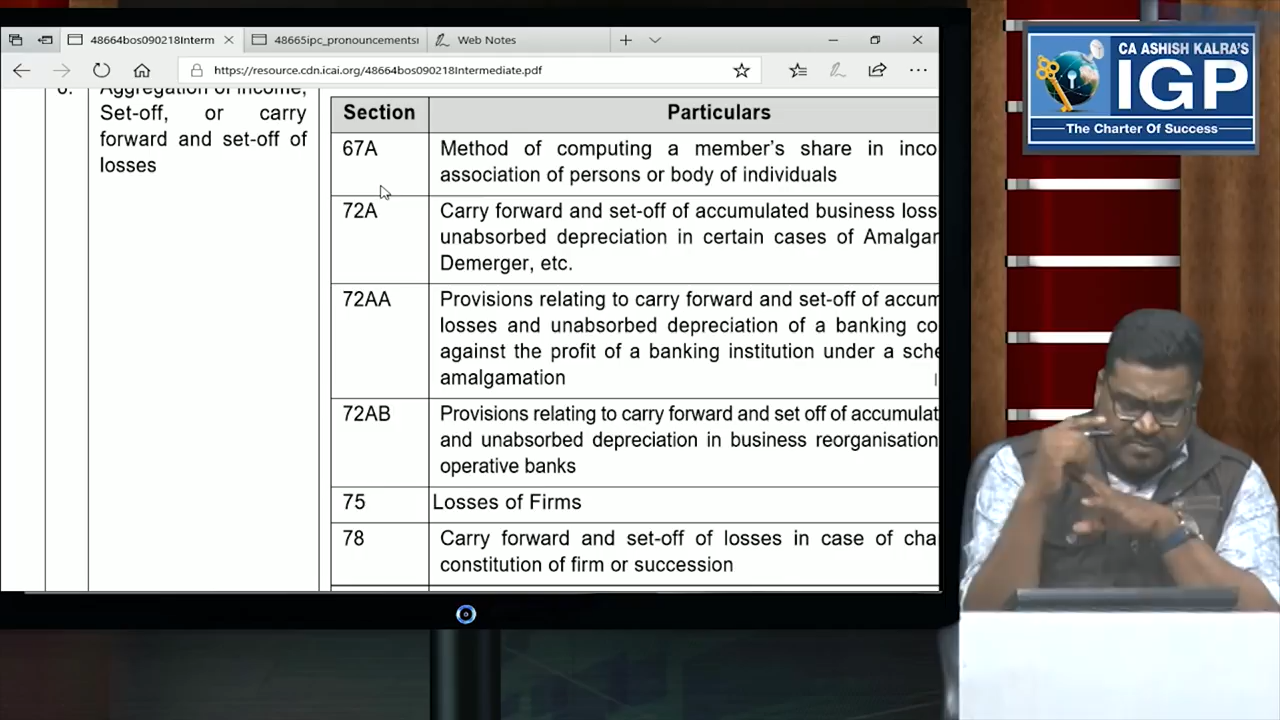 48664bos090218Interm
48665ipc_pronouncements
Web Notes
https://resource.cdn.icai.org/48664bos090218Intermediate.pdf
Aggregation of income,
Set-off, or carry
forward and set-off of
losses
Section Particulars
67A Method of computing a member's share in inco
association of persons or body of individuals
72A Carry forward and set-off of accumulated business loss
unabsorbed depreciation in certain cases of Amalgar
Demerger, etc.
72AA Provisions relating to carry forward and set-off of accum
losses and unabsorbed depreciation of a banking co
against the profit of a banking institution under a sche
amalgamation
72AB Provisions relating to carry forward and set off of accumulat
and unabsorbed depreciation in business reorganisation
operative banks
75 Losses of Firms
78 Carry forward and set-off of losses in case of cha
constitution of firm or succession
CA ASHISH KALRA'S
IGP
The Charter Of Success